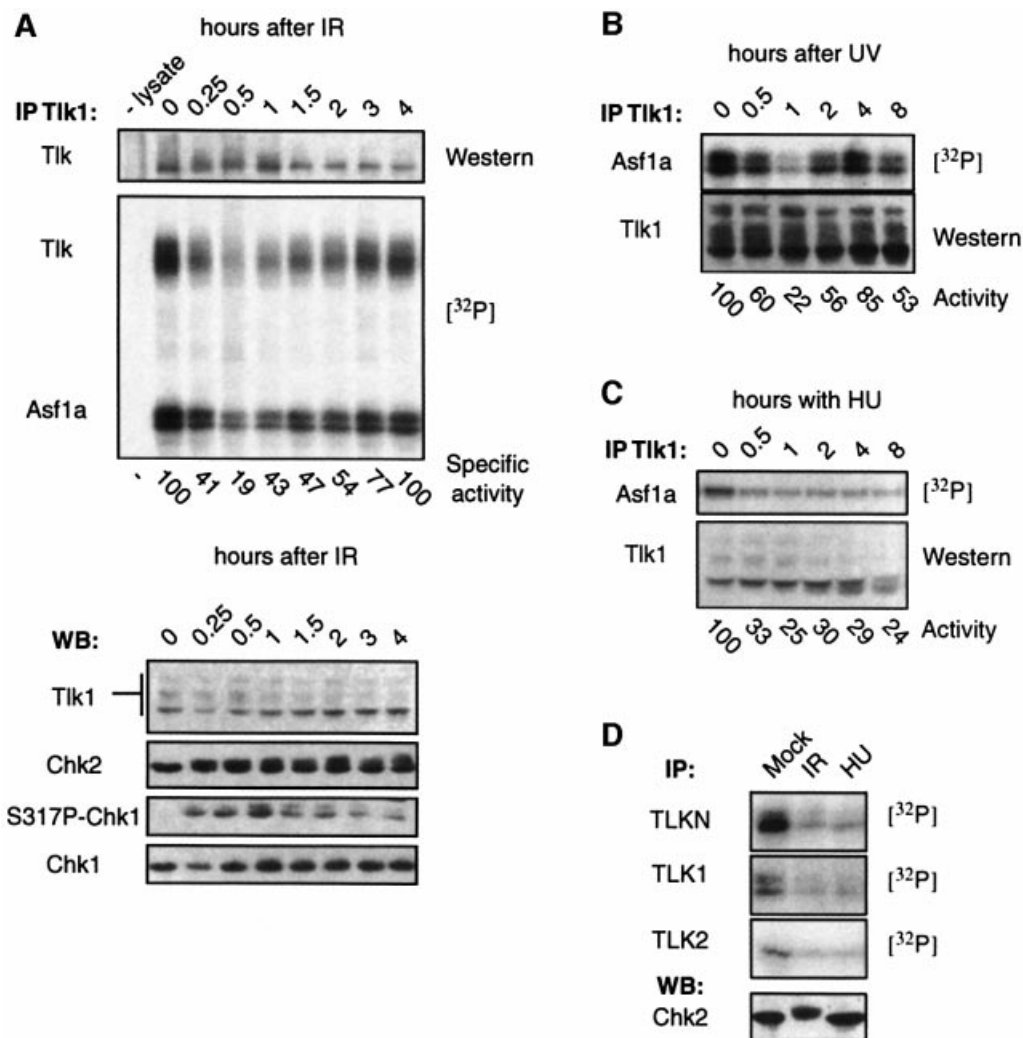 A
hours after IR
IP Tlk1: - lysate 0 0.25 0.5 1 1.5 2 3 4
Tlk Western
Tlk
[32P]
Asf1a
- 100 41 19 43 47 54 77 100 Specific activity
hours after IR
WB: 0 0.25 0.5 1 1.5 2 3 4
Tlk1
Chk2
S317P-Chk1
Chk1
B
hours after UV
IP Tlk1: 0 0.5 1 2 4 8
Asf1a [32P]
Tlk1 Western
100 60 22 56 85 53 Activity
C
hours with HU
IP Tlk1: 0 0.5 1 2 4 8
Asf1a [32P]
Tlk1 Western
100 33 25 30 29 24 Activity
D
IP: Mock IR HU
TLKN [32P]
TLK1 [32P]
TLK2 [32P]
WB:
Chk2